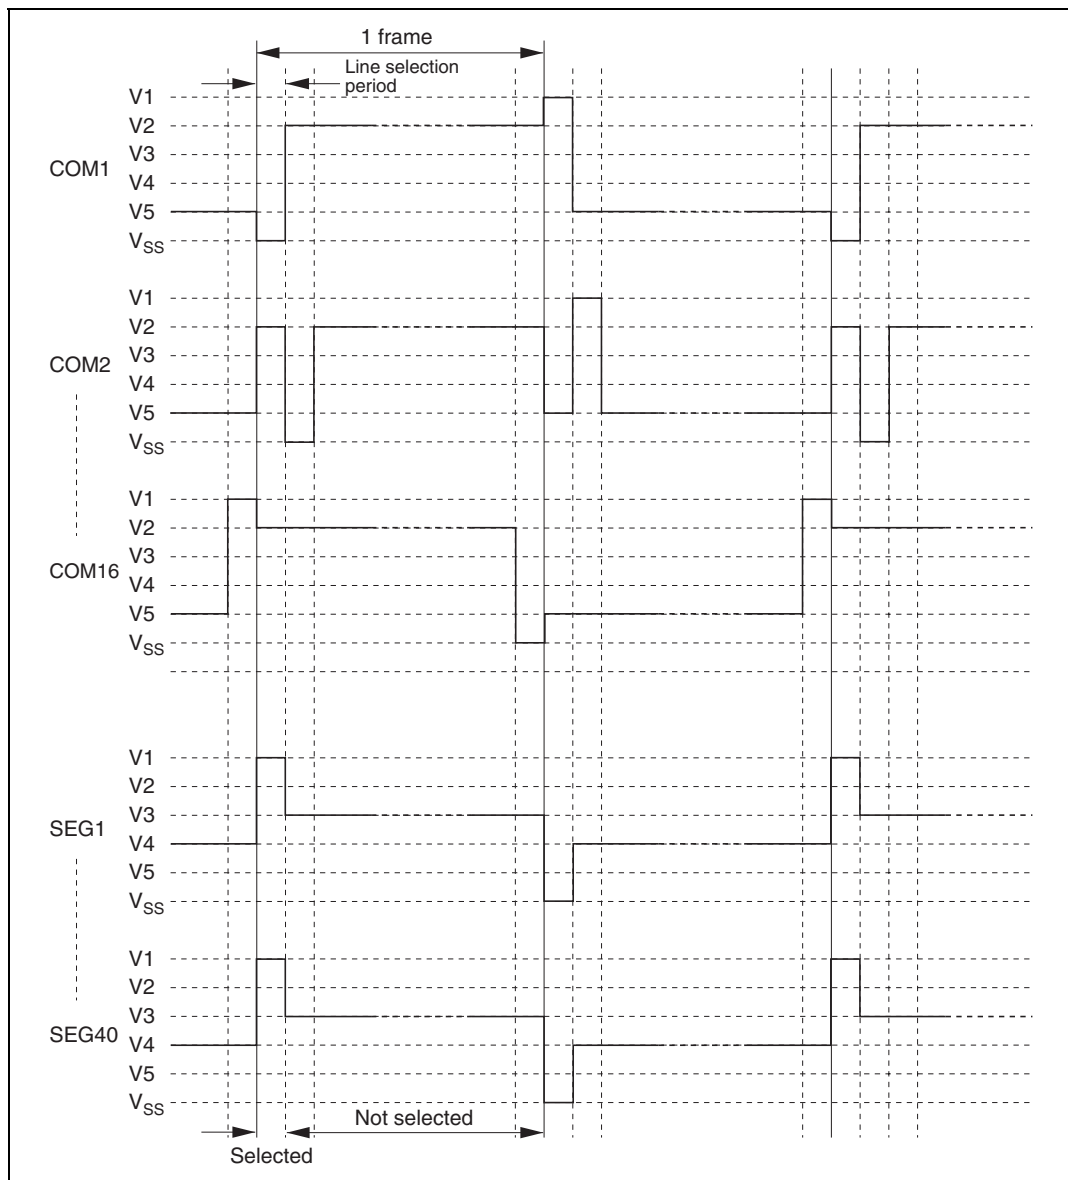 1 frame
Line selection
period
COM1
V1
V2
V3
V4
V5
VSS
COM2
V1
V2
V3
V4
V5
VSS
COM16
V1
V2
V3
V4
V5
VSS
SEG1
V1
V2
V3
V4
V5
VSS
SEG40
V1
V2
V3
V4
V5
VSS
Not selected
Selected